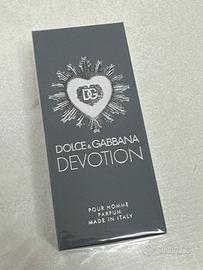 DG
DOLCE & GABBANA
DEVOTION
POUR HOMME
PARFUM
MADE IN ITALY